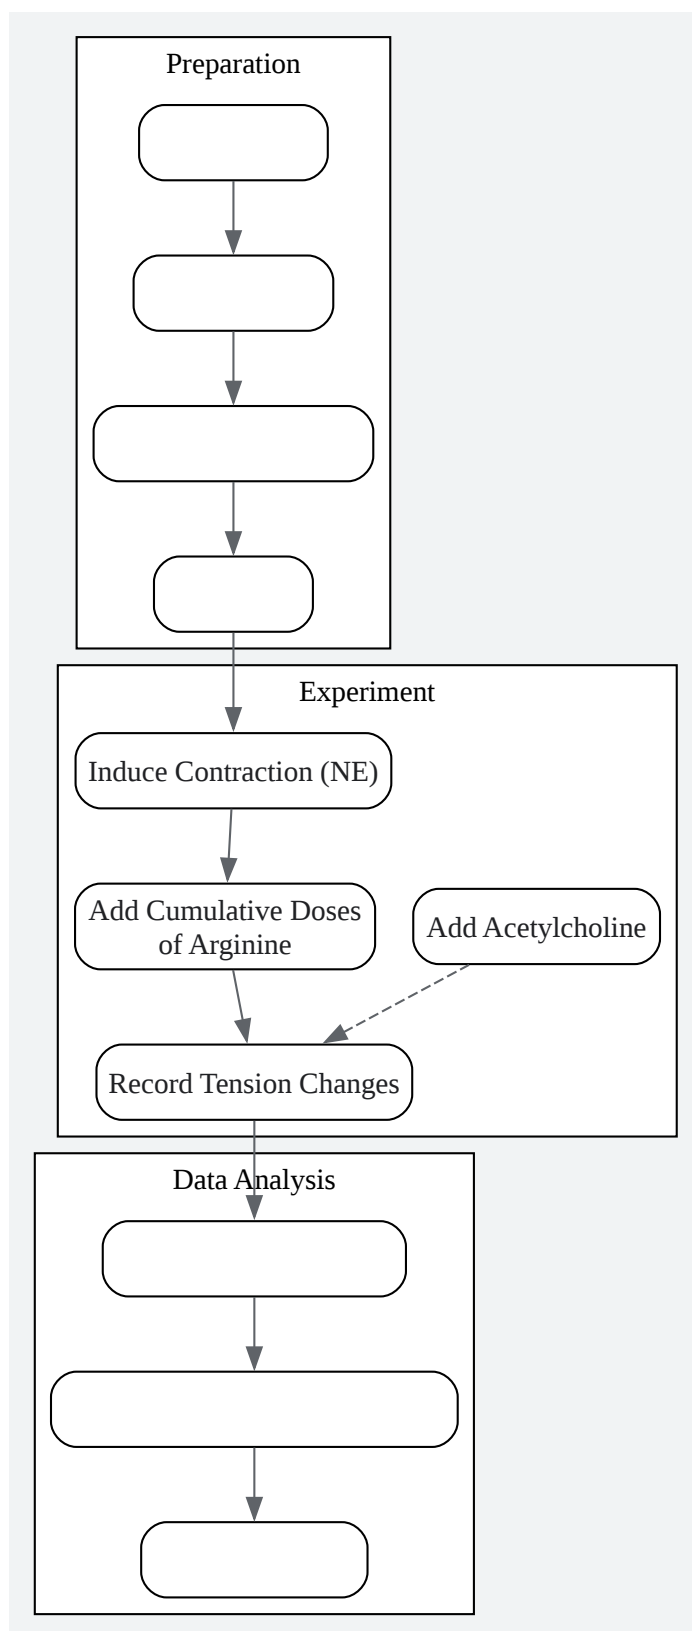 Preparation
Experiment
Induce Contraction (NE)
Add Cumulative Doses
of Arginine
Add Acetylcholine
Record Tension Changes
Data Analysis